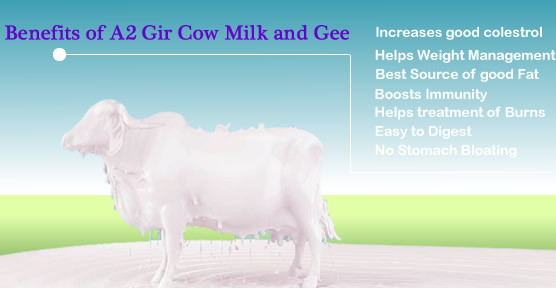 Benefits of A2 Gir Cow Milk and Gee
Increases good colestrol
Helps Weight Management
Best Source of good Fat
Boosts Immunity
Helps treatment of Burns
Easy to Digest
No Stomach Bloating